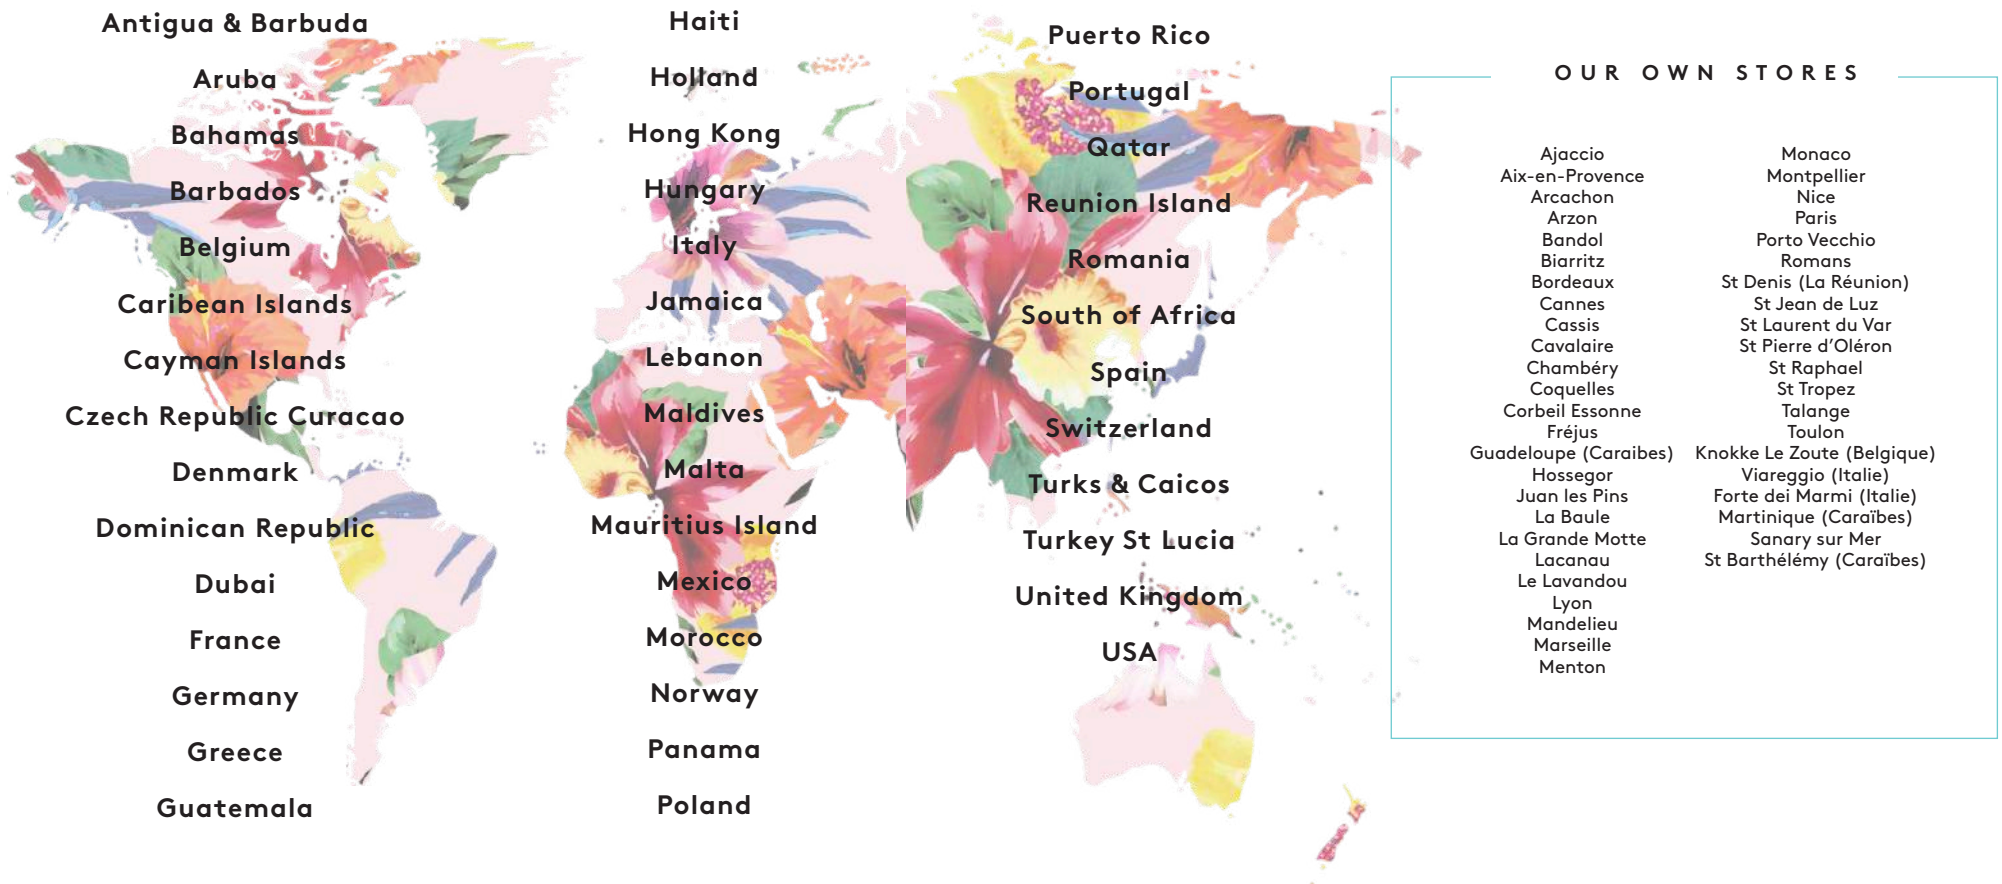 Antigua & Barbuda
Aruba
Bahamas
Barbados
Belgium
Caribean Islands
Cayman Islands
Czech Republic Curacao
Denmark
Dominican Republic
Dubai
France
Germany
Greece
Guatemala
Haiti
Holland
Hong Kong
Hungary
Italy
Jamaica
Lebanon
Maldives
Malta
Mauritius Island
Mexico
Morocco
Norway
Panama
Poland
Puerto Rico
Portugal
Qatar
Reunion Island
Romania
South of Africa
Spain
Switzerland
Turks & Caicos
Turkey St Lucia
United Kingdom
USA
OUR OWN STORES
Ajaccio
Aix-en-Provence
Arcachon
Arzon
Bandol
Biarritz
Bordeaux
Cannes
Cassis
Cavalaire
Chambéry
Coquelles
Corbeil Essonne
Fréjus
Guadeloupe (Caraibes)
Hossegor
Juan les Pins
La Baule
La Grande Motte
Lacanau
Le Lavandou
Lyon
Mandelieu
Marseille
Menton
Monaco
Montpellier
Nice
Paris
Porto Vecchio
Romans
St Denis (La Réunion)
St Jean de Luz
St Laurent du Var
St Pierre d’Oléron
St Raphael
St Tropez
Talange
Toulon
Knokke Le Zoute (Belgique)
Viareggio (Italie)
Forte dei Marmi (Italie)
Martinique (Caraïbes)
Sanary sur Mer
St Barthélémy (Caraïbes)